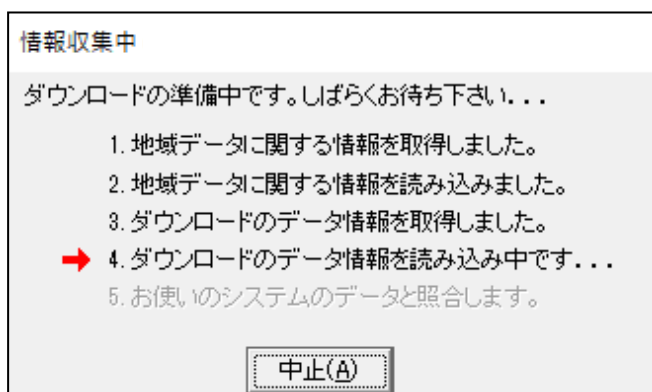 情報収集中
ダウンロードの準備中です。しばらくお待ち下さい...
1. 地域データに関する情報を取得しました。
2. 地域データに関する情報を読み込みました。
3. ダウンロードのデータ情報を取得しました。
4. ダウンロードのデータ情報を読み込み中です...
5. お使いのシステムのデータと照合します。
中止(A)